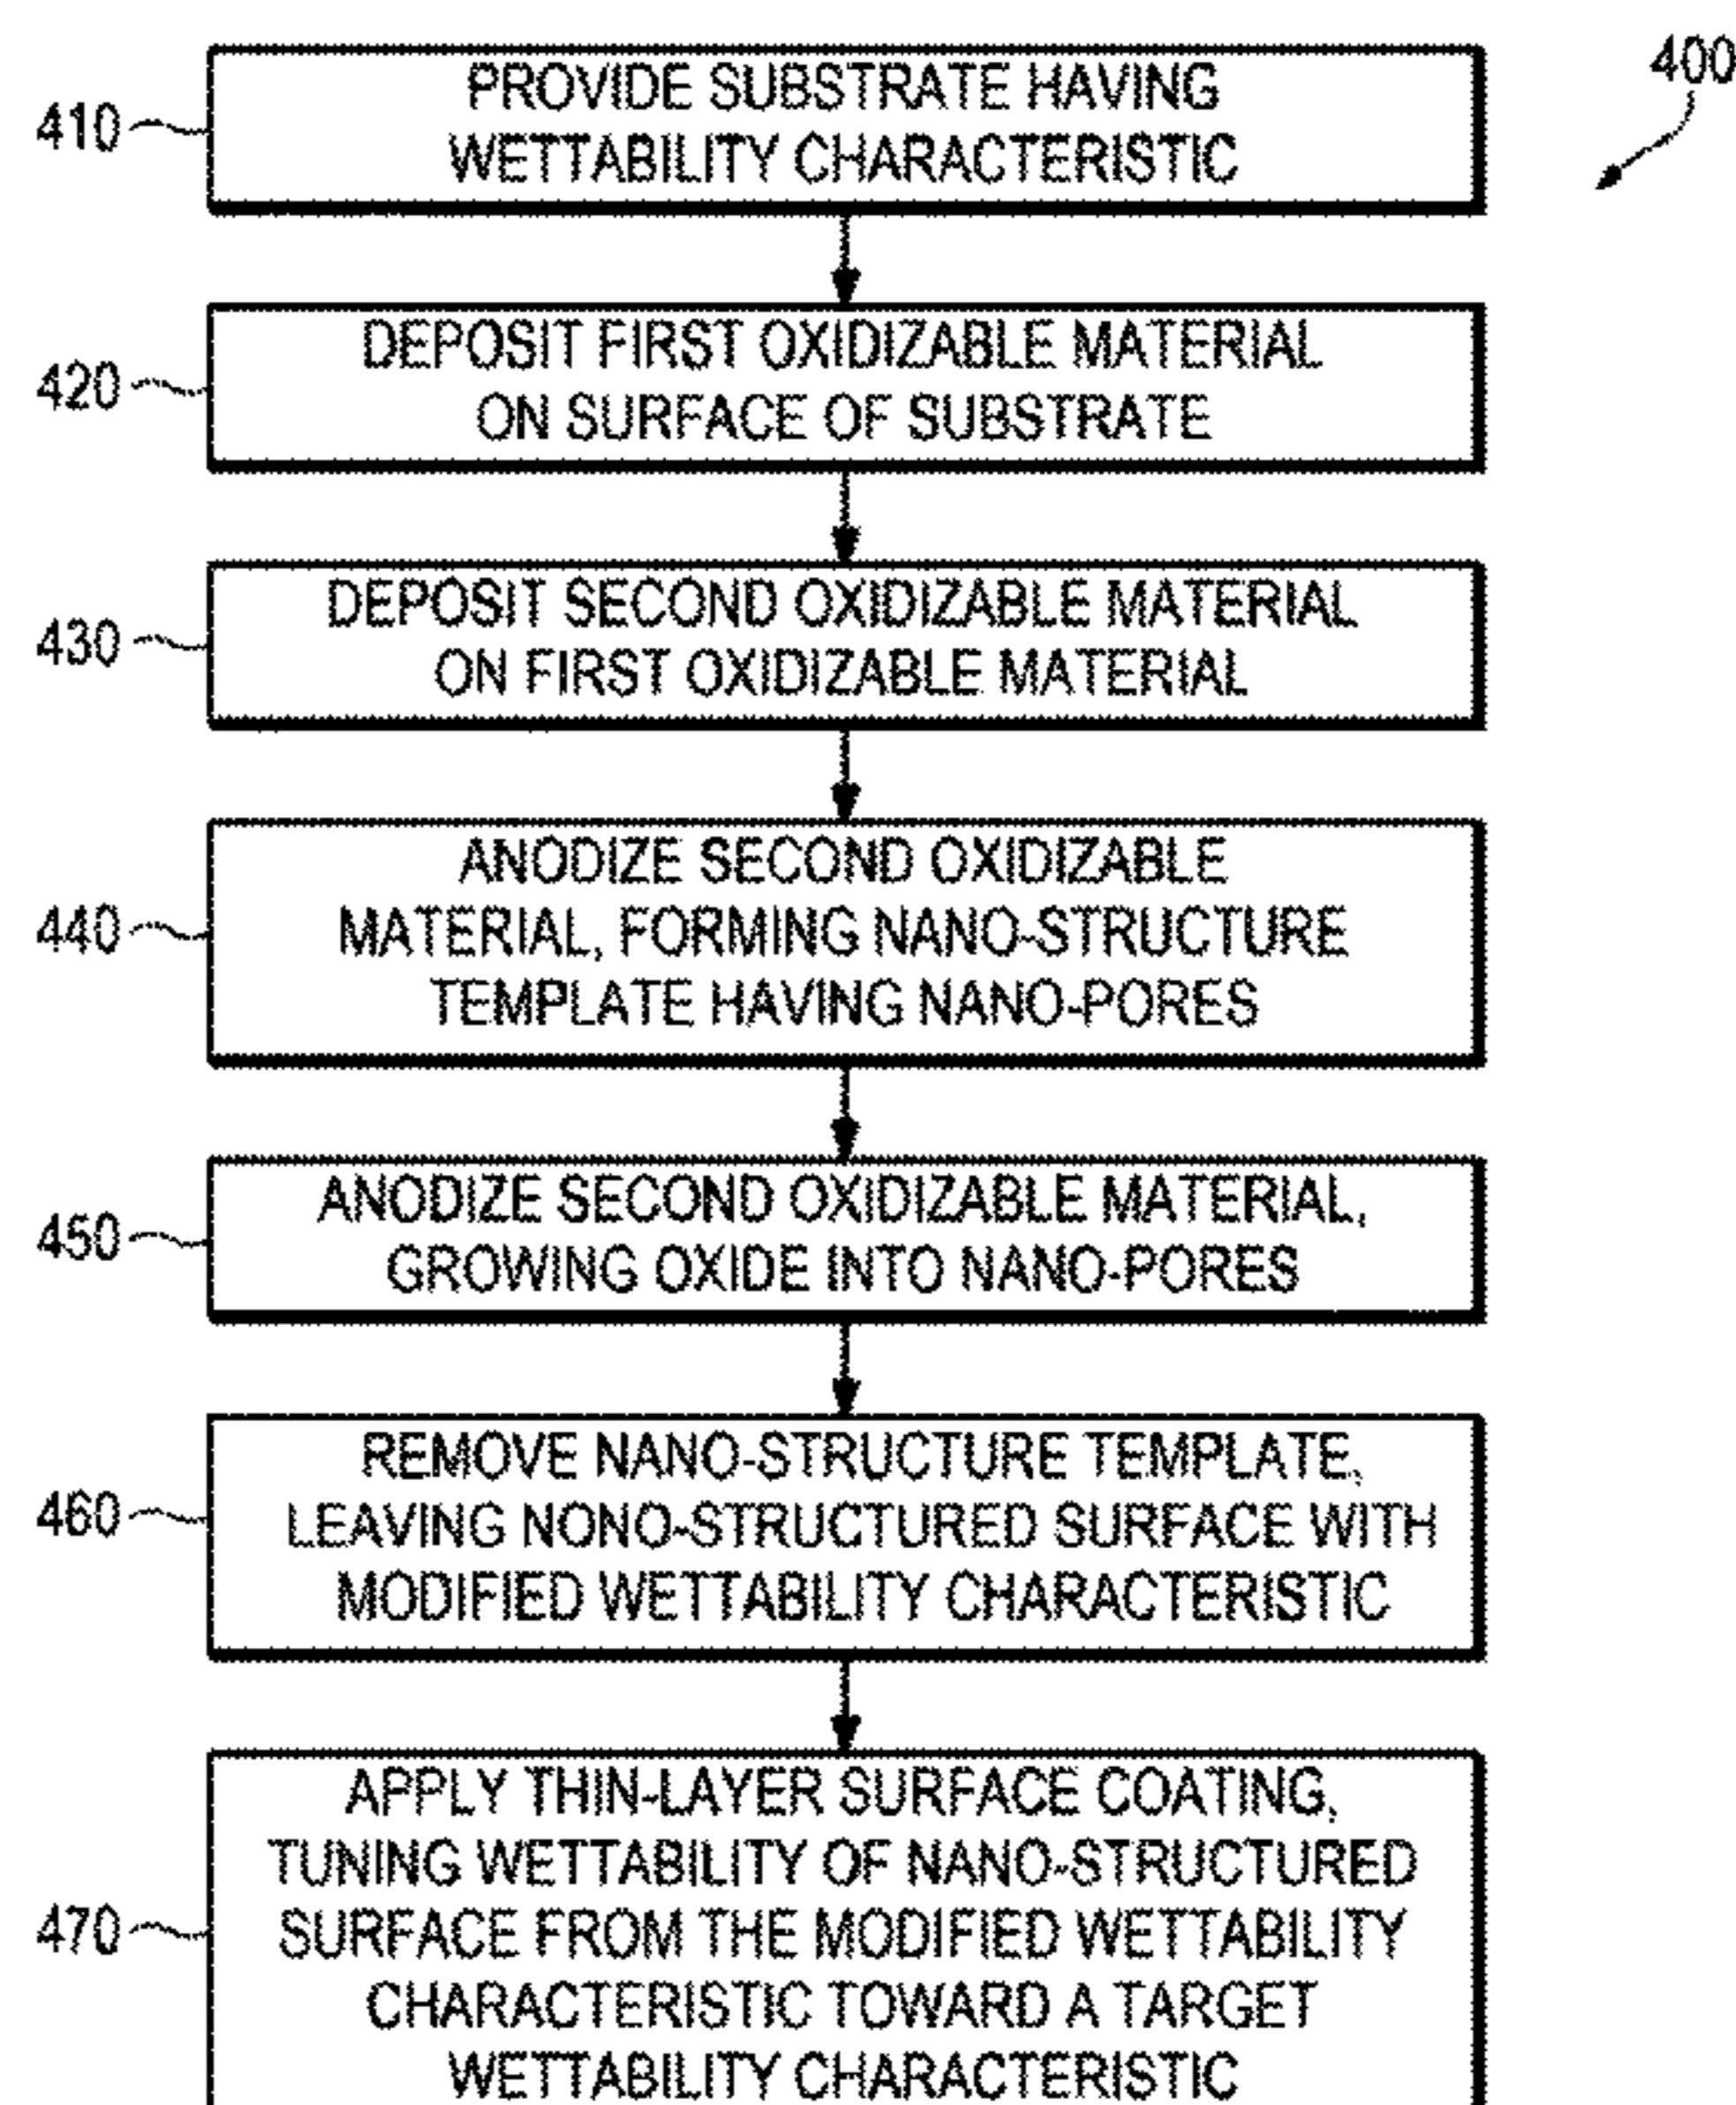 400
410
PROVIDE SUBSTRATE HAVING
WETTABILITY CHARACTERISTIC
420
DEPOSIT FIRST OXIDIZABLE MATERIAL
ON SURFACE OF SUBSTRATE
430
DEPOSIT SECOND OXIDIZABLE MATERIAL
ON FIRST OXIDIZABLE MATERIAL
440
ANODIZE SECOND OXIDIZABLE
MATERIAL, FORMING NANO-STRUCTURE
TEMPLATE HAVING NANO-PORES
450
ANODIZE SECOND OXIDIZABLE MATERIAL,
GROWING OXIDE INTO NANO-PORES
460
REMOVE NANO-STRUCTURE TEMPLATE,
LEAVING NONO-STRUCTURED SURFACE WITH
MODIFIED WETTABILITY CHARACTERISTIC
470
APPLY THIN-LAYER SURFACE COATING,
TUNING WETTABILITY OF NANO-STRUCTURED
SURFACE FROM THE MODIFIED WETTABILITY
CHARACTERISTIC TOWARD A TARGET
WETTABILITY CHARACTERISTIC